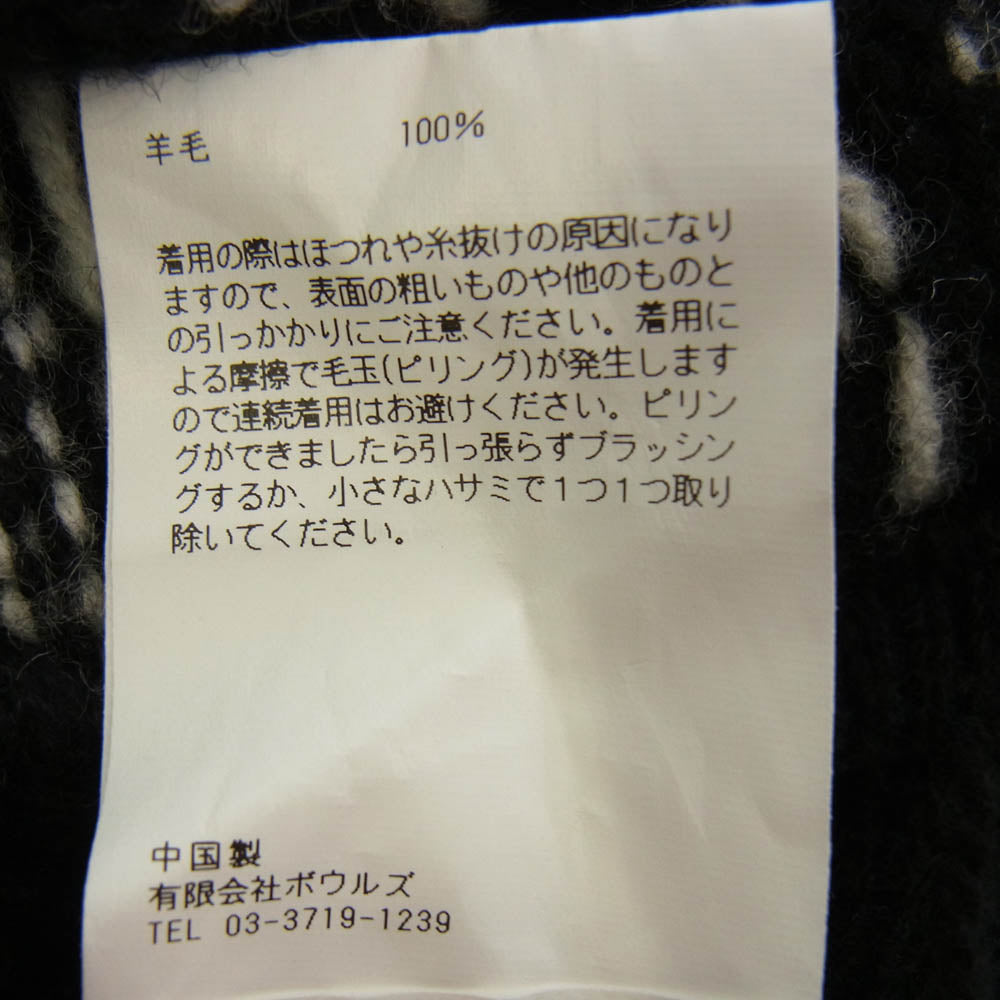 羊毛 100%
着用の際はほつれや糸抜けの原因になり
ますので、表面の粗いものや他のものと
の引っかかりにご注意ください。着用に
よる摩擦で毛玉(ピリング)が発生します
ので連続着用はお避けください。ピリン
グができましたら引っ張らずブラッシン
グするか、小さなハサミで1つ1つ取り
除いてください。
中国製
有限会社ボウルズ
TEL 03-3719-1239